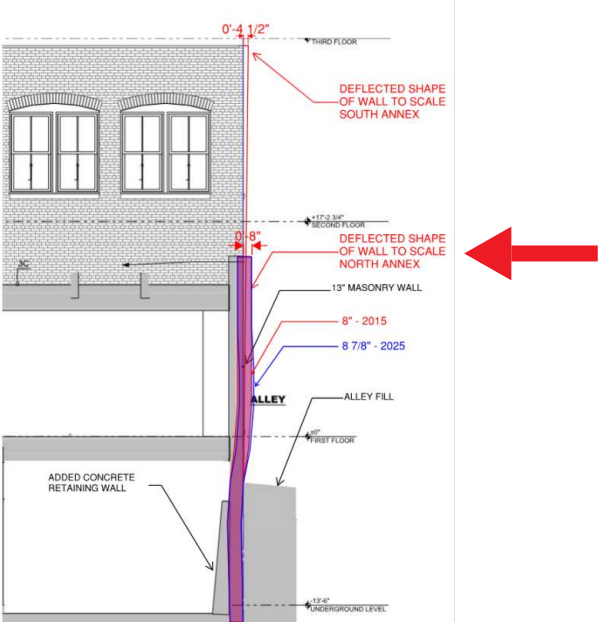 0'-4 1/2"
THIRD FLOOR
DEFLECTED SHAPE
OF WALL TO SCALE
SOUTH ANNEX
+17'-2 3/4"
SECOND FLOOR
0'-8"
DEFLECTED SHAPE
OF WALL TO SCALE
NORTH ANNEX
3C
13" MASONRY WALL
8" - 2015
8 7/8" - 2025
ALLEY
ALLEY FILL
±0"
FIRST FLOOR
ADDED CONCRETE
RETAINING WALL
-13'-6"
UNDERGROUND LEVEL